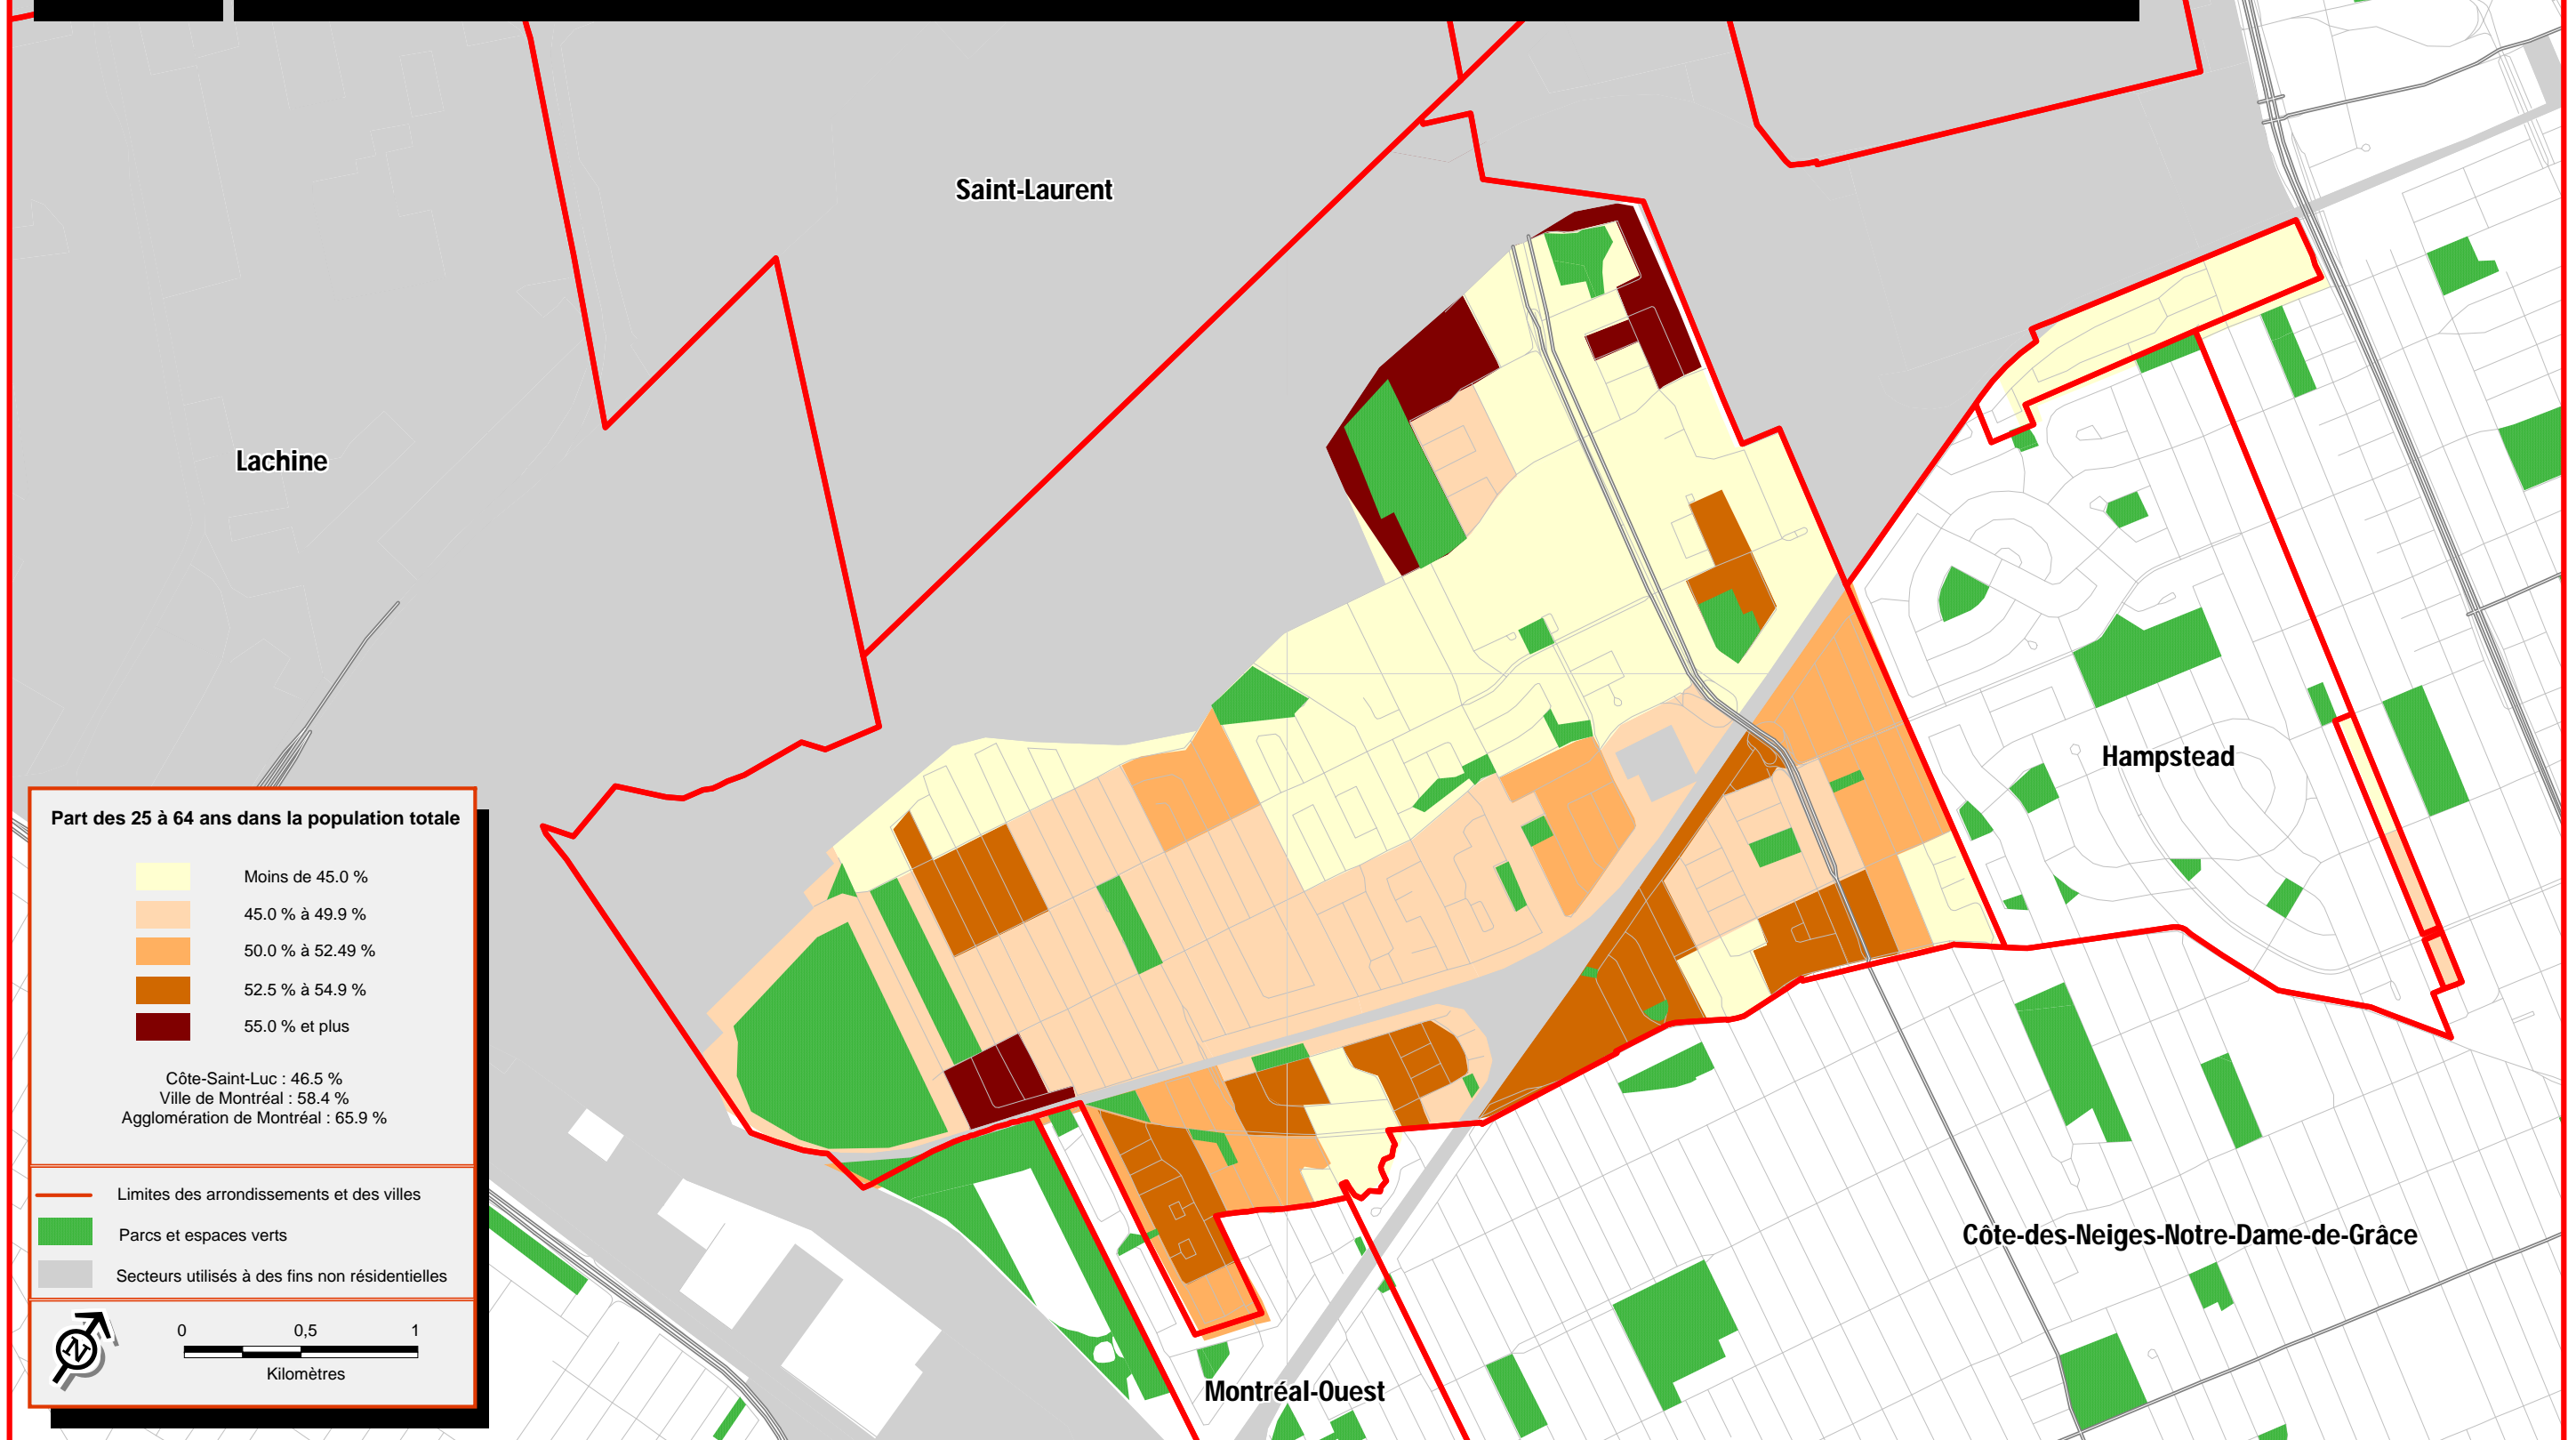 Saint-Laurent
Lachine
Hampstead
Côte-des-Neiges-Notre-Dame-de-Grâce
Montréal-Ouest
Part des 25 à 64 ans dans la population totale
Moins de 45.0 %
45.0 % à 49.9 %
50.0 % à 52.49 %
52.5 % à 54.9 %
55.0 % et plus
Côte-Saint-Luc : 46.5 %
Ville de Montréal : 58.4 %
Agglomération de Montréal : 65.9 %
Limites des arrondissements et des villes
Parcs et espaces verts
Secteurs utilisés à des fins non résidentielles
N
0 0,5 1
Kilomètres